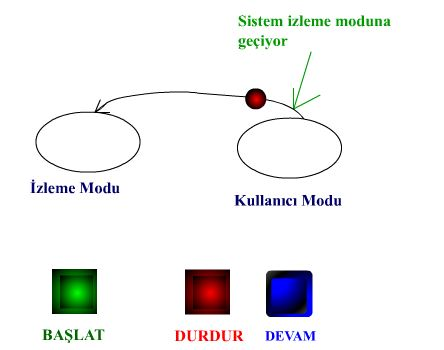 Sistem izleme moduna
geçiyor
İzleme Modu
Kullanıcı Modu
BAŞLAT
DURDUR
DEVAM